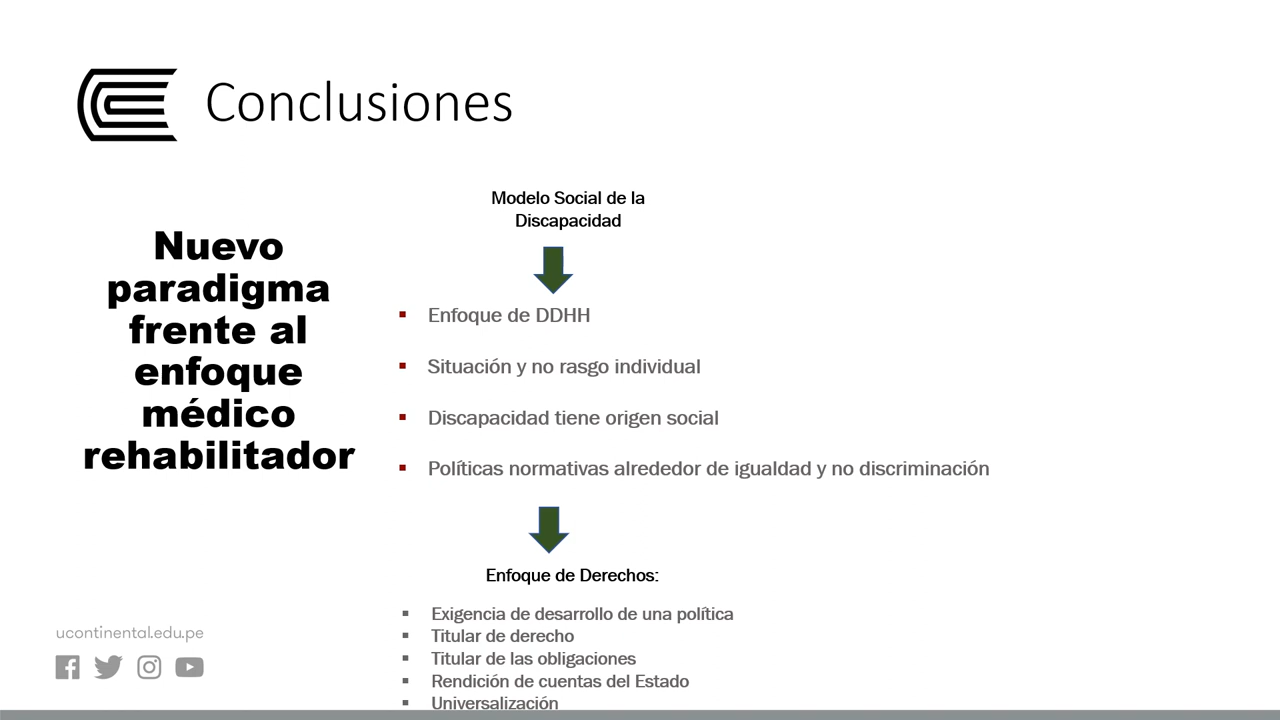 Conclusiones
Nuevo
paradigma
frente al
enfoque
médico
rehabilitador
Modelo Social de la
Discapacidad
▪ Enfoque de DDHH
▪ Situación y no rasgo individual
▪ Discapacidad tiene origen social
▪ Políticas normativas alrededor de igualdad y no discriminación
Enfoque de Derechos:
▪ Exigencia de desarrollo de una política
▪ Titular de derecho
▪ Titular de las obligaciones
▪ Rendición de cuentas del Estado
▪ Universalización
ucontinental.edu.pe